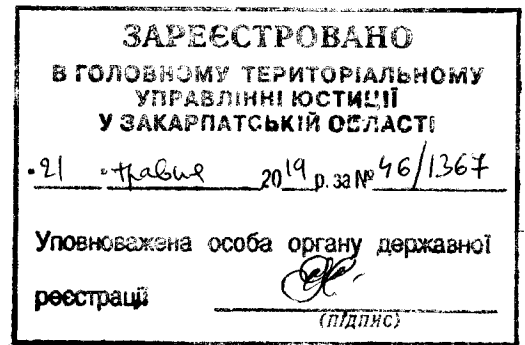 ЗАРЕЄСТРОВАНО
В ГОЛОВНОМУ ТЕРИТОРІАЛЬНОМУ
УПРАВЛІННІ ЮСТИЦІЇ
У ЗАКАРПАТСЬКІЙ ОБЛАСТІ
"21 " травня 2019 р. за № 46/1367
Уповноважена особа органу державної
реєстрації
(підпис)